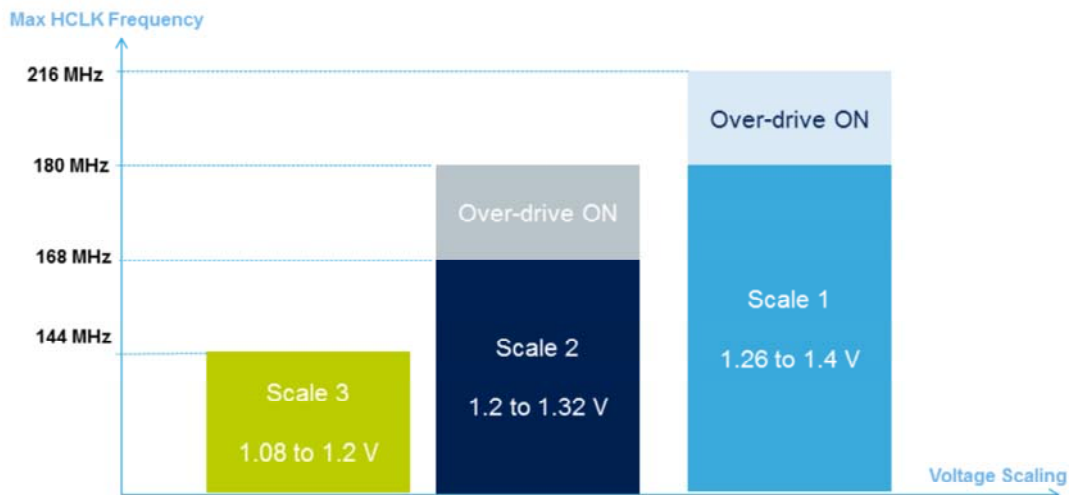 Max HCLK Frequency
216 MHz
Over-drive ON
180 MHz
Over-drive ON
168 MHz
Scale 1
144 MHz
Scale 2
1.26 to 1.4 V
Scale 3
1.2 to 1.32 V
1.08 to 1.2 V
Voltage Scaling